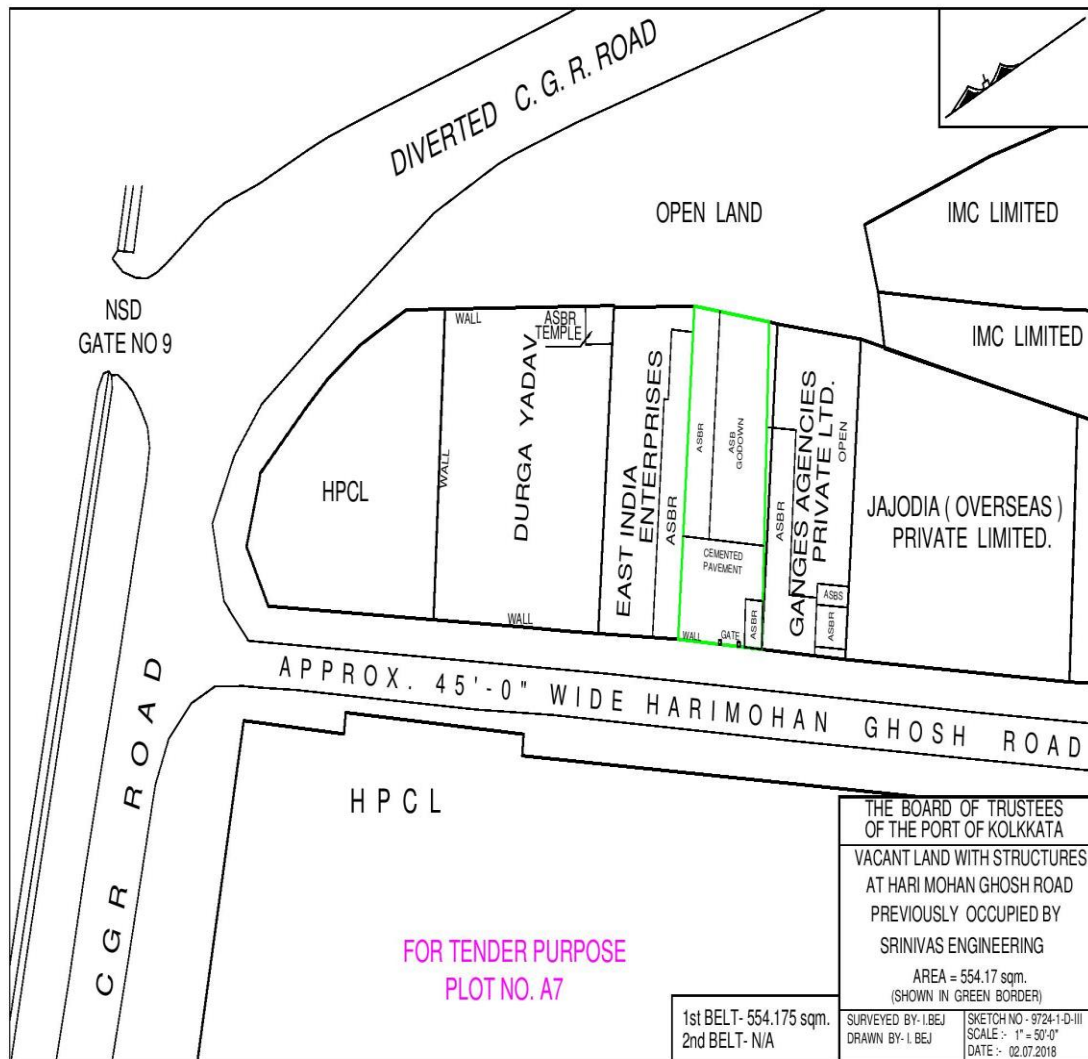 DIVERTED C. G. R. ROAD
OPEN LAND
IMC LIMITED
NSD
GATE NO 9
IMC LIMITED
WALL
ASBR
TEMPLE
HPCL
WALL
DURGA YADAV
WALL
EAST INDIA
ENTERPRISES
ASBR
ASBR
ASB
GODOWN
CEMENTED
PAVEMENT
WALL
GATE
ASBR
ASBR
GANGES AGENCIES
PRIVATE LTD.
OPEN
ASBS
ASBR
JAJODIA ( OVERSEAS )
PRIVATE LIMITED.
APPROX. 45'-0" WIDE HARIMOHAN GHOSH ROAD
CGR ROAD
HPCL
FOR TENDER PURPOSE
PLOT NO. A7
1st BELT- 554.175 sqm.
2nd BELT- N/A
THE BOARD OF TRUSTEES
OF THE PORT OF KOLKKATA
VACANT LAND WITH STRUCTURES
AT HARI MOHAN GHOSH ROAD
PREVIOUSLY OCCUPIED BY
SRINIVAS ENGINEERING
AREA = 554.17 sqm.
(SHOWN IN GREEN BORDER)
SURVEYED BY- I.BEJ
DRAWN BY- I. BEJ
SKETCH NO - 9724-1-D-III
SCALE :- 1" = 50'-0"
DATE :- 02.07.2018